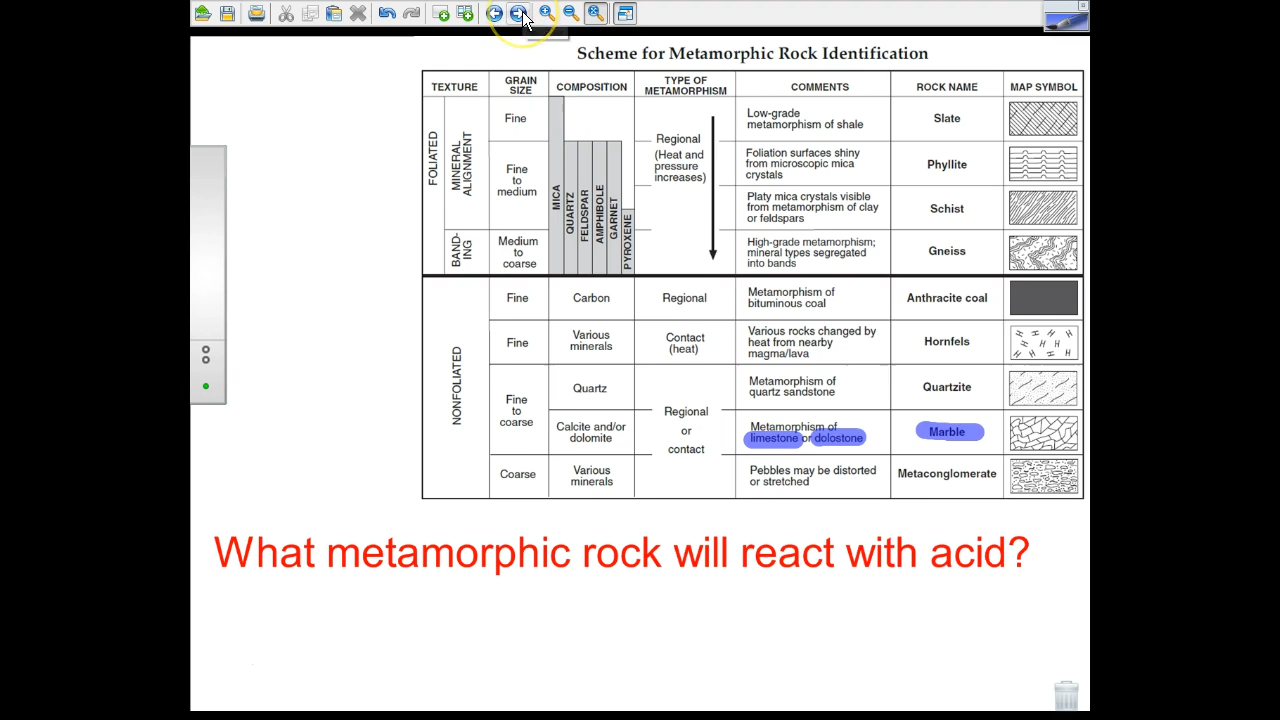 Scheme for Metamorphic Rock Identification
TEXTURE
GRAIN
SIZE
COMPOSITION
TYPE OF
METAMORPHISM
COMMENTS
ROCK NAME
MAP SYMBOL
FOLIATED
MINERAL
ALIGNMENT
Fine
MICA
QUARTZ
FELDSPAR
AMPHIBOLE
GARNET
PYROXENE
Regional
(Heat and
pressure
increases)
Low-grade
metamorphism of shale
Slate
Fine
to
medium
Foliation surfaces shiny
from microscopic mica
crystals
Phyllite
Platy mica crystals visible
from metamorphism of clay
or feldspars
Schist
BAND-
ING
Medium
to
coarse
High-grade metamorphism;
mineral types segregated
into bands
Gneiss
NONFOLIATED
Fine
Carbon
Regional
Metamorphism of
bituminous coal
Anthracite coal
Fine
Various
minerals
Contact
(heat)
Various rocks changed by
heat from nearby
magma/lava
Hornfels
Fine
to
coarse
Quartz
Regional
or
contact
Metamorphism of
quartz sandstone
Quartzite
Calcite and/or
dolomite
Metamorphism of
limestone or dolostone
Marble
Coarse
Various
minerals
Pebbles may be distorted
or stretched
Metaconglomerate
What metamorphic rock will react with acid?